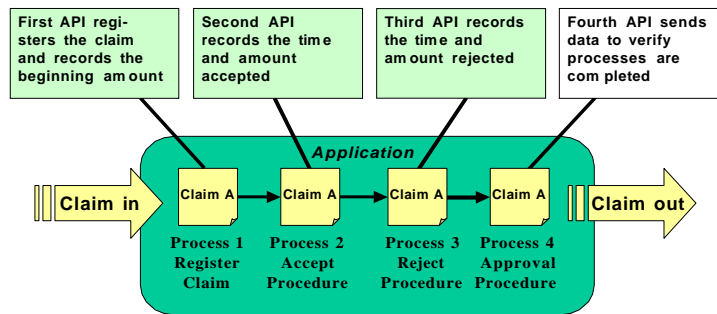 First API regi-
sters the claim
and records the
beginning amount
Second API
records the time
and amount
accepted
Third API records
the time and
amount rejected
Fourth API sends
data to verify
processes are
completed
Application
Claim in
Claim A
Claim A
Claim A
Claim A
Claim out
Process 1
Register
Claim
Process 2
Accept
Procedure
Process 3
Reject
Procedure
Process 4
Approval
Procedure